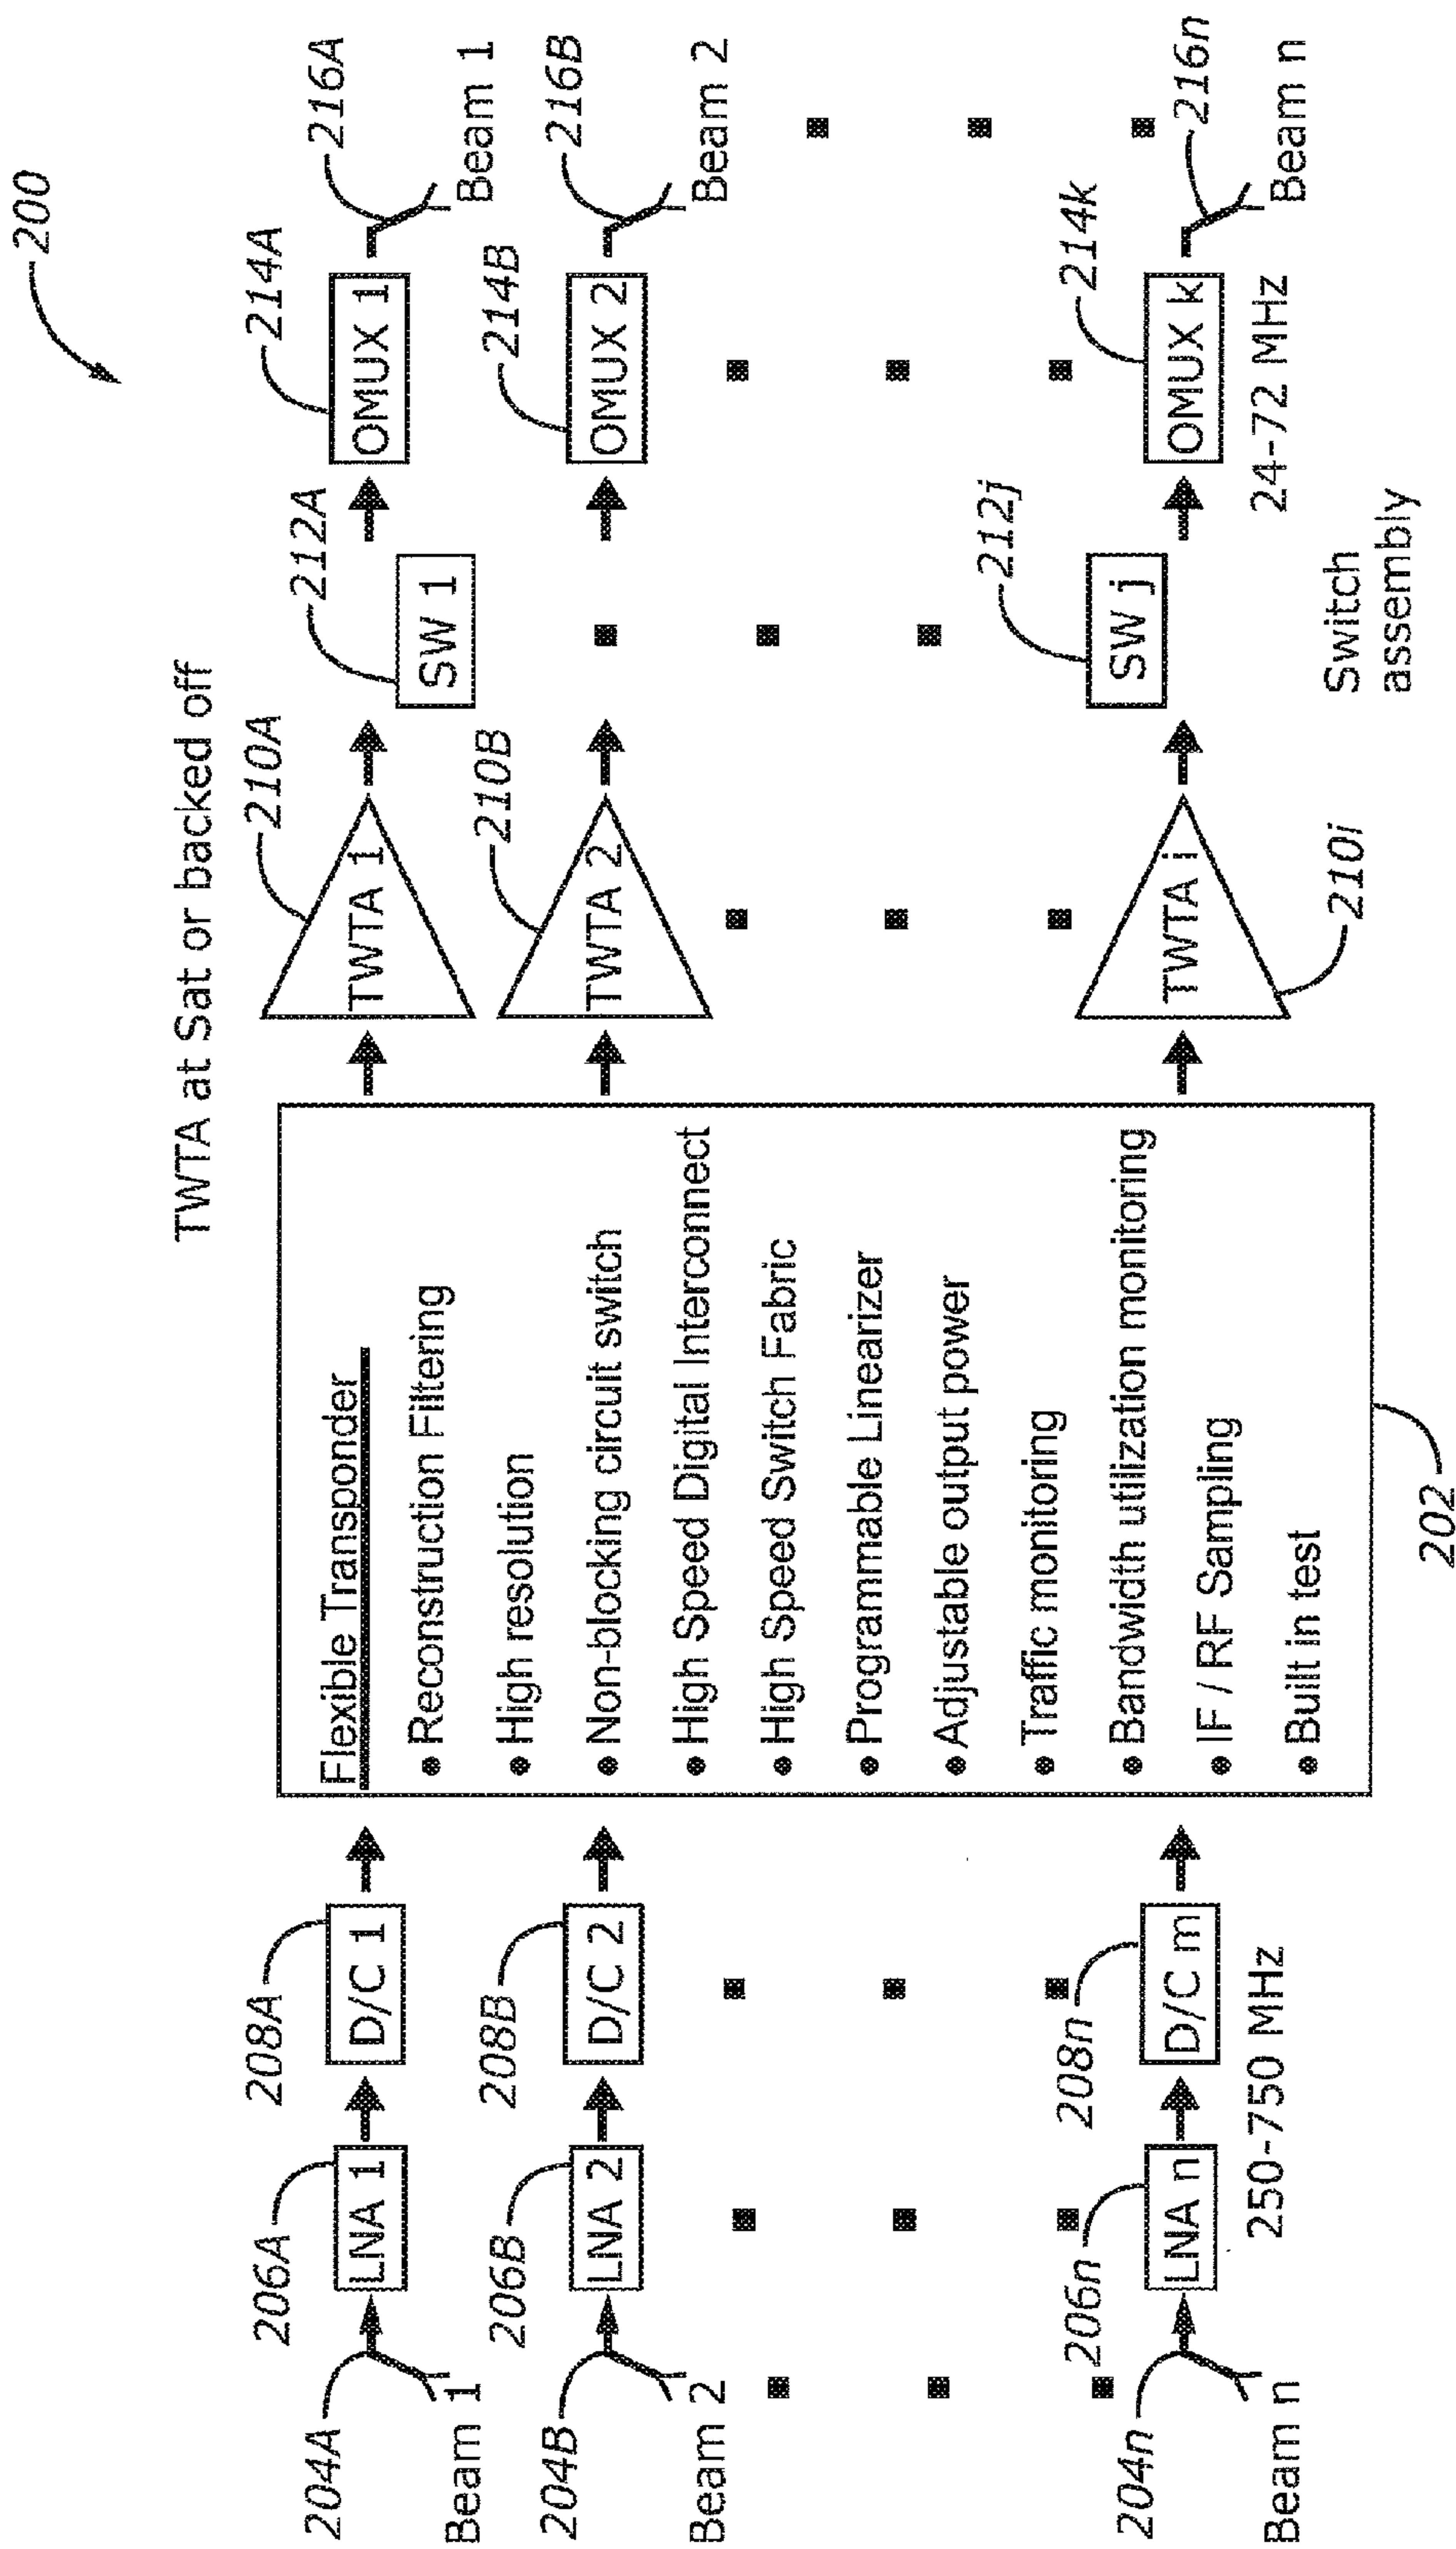 200
TWTA at Sat or backed off
204A
206A
208A
210A
212A
214A
216A
Beam 1
LNA 1
D/C 1
TWTA 1
SW 1
OMUX 1
Beam 1
204B
206B
208B
210B
214B
216B
Beam 2
LNA 2
D/C 2
TWTA 2
OMUX 2
Beam 2
Flexible Transponder
Reconstruction Filtering
High resolution
Non-blocking circuit switch
High Speed Digital Interconnect
High Speed Switch Fabric
Programmable Linearizer
Adjustable output power
Traffic monitoring
Bandwidth utilization monitoring
IF / RF Sampling
Built in test
202
204n
206n
208n
210i
212j
214k
216n
Beam n
LNA n
D/C m
TWTA i
SW j
OMUX k
Beam n
250-750 MHz
24-72 MHz
Switch
assembly